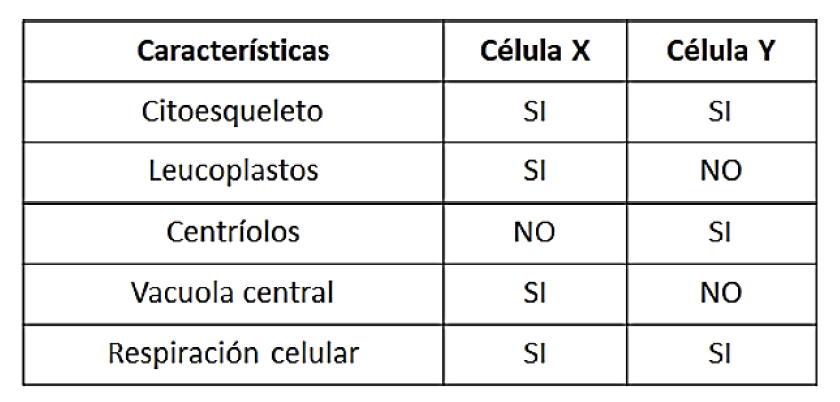 Características Célula X Célula Y
Citoesqueleto SI SI
Leucoplastos SI NO
Centríolos NO SI
Vacuola central SI NO
Respiración celular SI SI